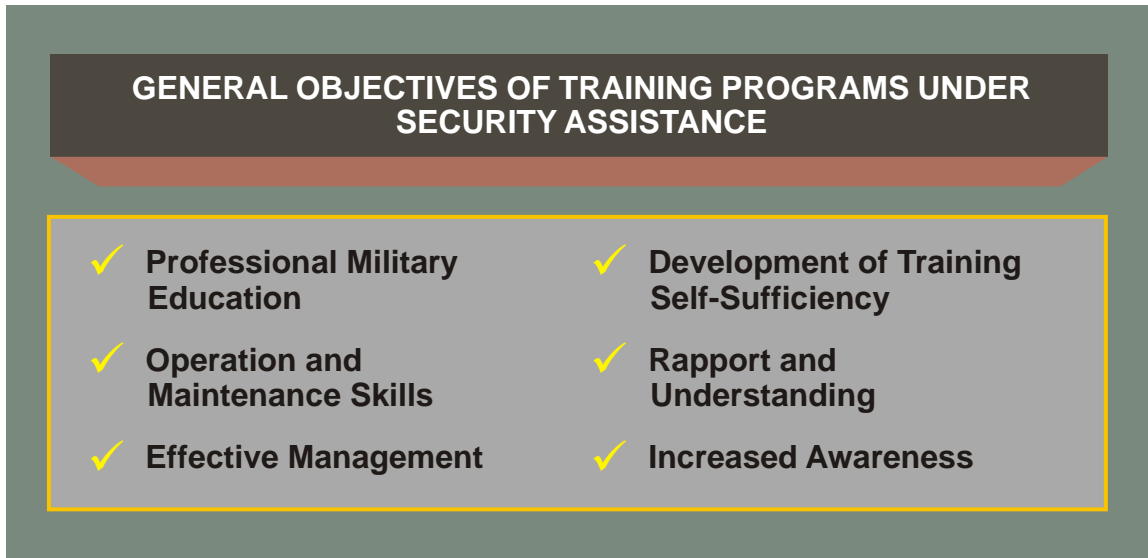 GENERAL OBJECTIVES OF TRAINING PROGRAMS UNDER
SECURITY ASSISTANCE
Professional Military
Education
Operation and
Maintenance Skills
Effective Management
Development of Training
Self-Sufficiency
Rapport and
Understanding
Increased Awareness